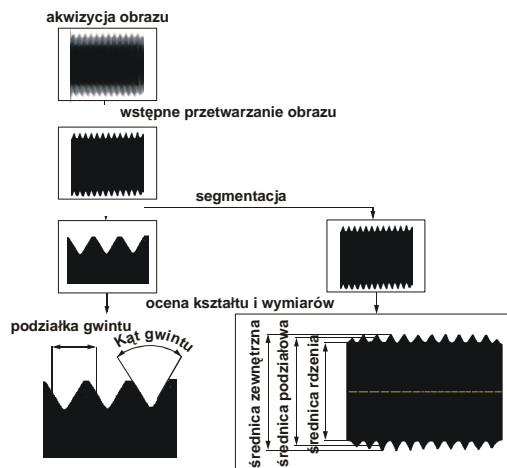 akwizycja obrazu
wstępne przetwarzanie obrazu
segmentacja
ocena kształtu i wymiarów
podziałka gwintu
Kąt gwintu
średnica zewnętrzna
średnica podziałowa
średnica rdzenia